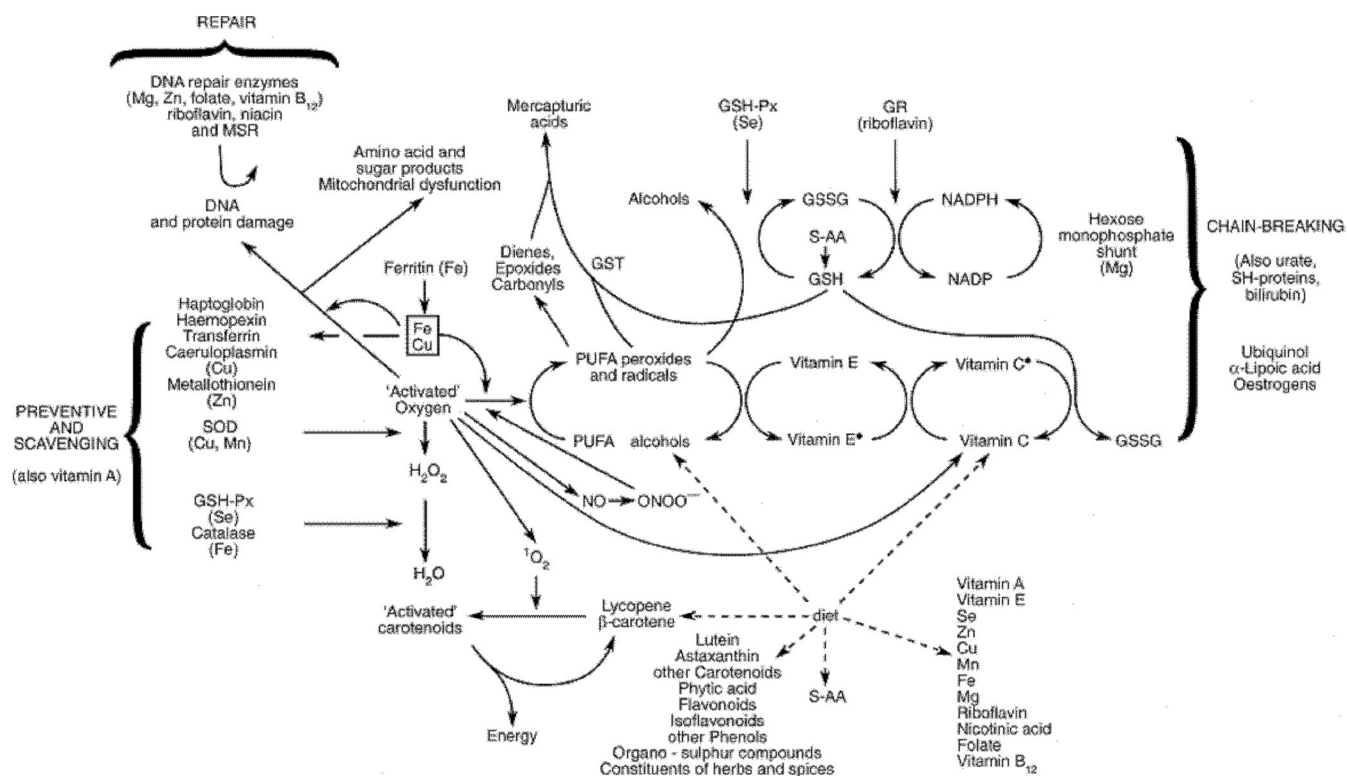 REPAIR
DNA repair enzymes
(Mg, Zn, folate, vitamin B12)
riboflavin, niacin
and MSR
DNA
and protein damage
Amino acid and
sugar products
Mitochondrial dysfunction
Mercapturic
acids
GSH-Px
(Se)
GR
(riboflavin)
Alcohols
GSSG
NADPH
S-AA
GSH
NADP
Hexose
monophosphate
shunt
(Mg)
CHAIN-BREAKING
(Also urate,
SH-proteins,
bilirubin)
Ubiquinol
α-Lipoic acid
Oestrogens
Dienes,
Epoxides
Carbonyls
GST
Ferritin (Fe)
Fe
Cu
Haptoglobin
Haemopexin
Transferrin
Caeruloplasmin
(Cu)
Metallothionein
(Zn)
SOD
(Cu, Mn)
GSH-Px
(Se)
Catalase
(Fe)
PREVENTIVE
AND
SCAVENGING
(also vitamin A)
'Activated'
Oxygen
PUFA peroxides
and radicals
PUFA alcohols
Vitamin E
Vitamin E•
Vitamin C•
Vitamin C
GSSG
H2O2
NO
ONOO—
H2O
1O2
'Activated'
carotenoids
Lycopene
β-carotene
Energy
diet
Lutein
Astaxanthin
other Carotenoids
Phytic acid
Flavonoids
Isoflavonoids
other Phenols
Organo - sulphur compounds
Constituents of herbs and spices
S-AA
Vitamin A
Vitamin E
Se
Zn
Cu
Mn
Fe
Mg
Riboflavin
Nicotinic acid
Folate
Vitamin B12